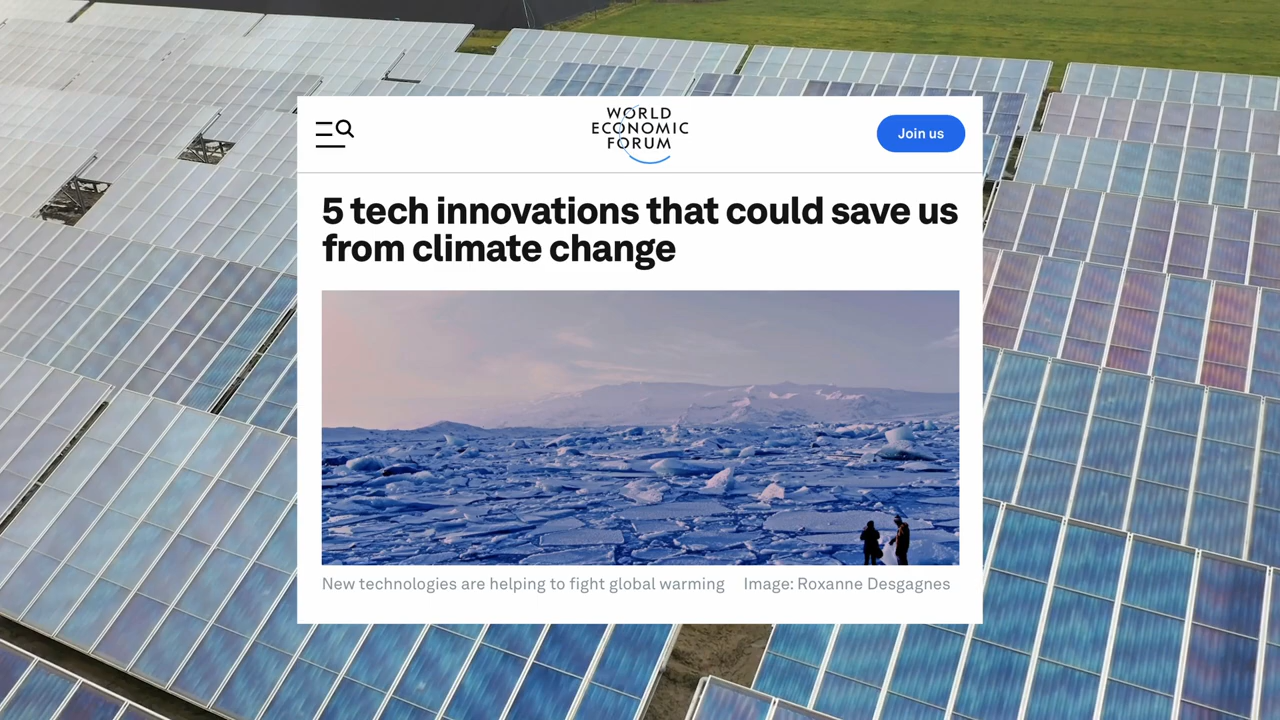 WORLD
ECONOMIC
FORUM
Join us
5 tech innovations that could save us
from climate change
New technologies are helping to fight global warming Image: Roxanne Desgagnes